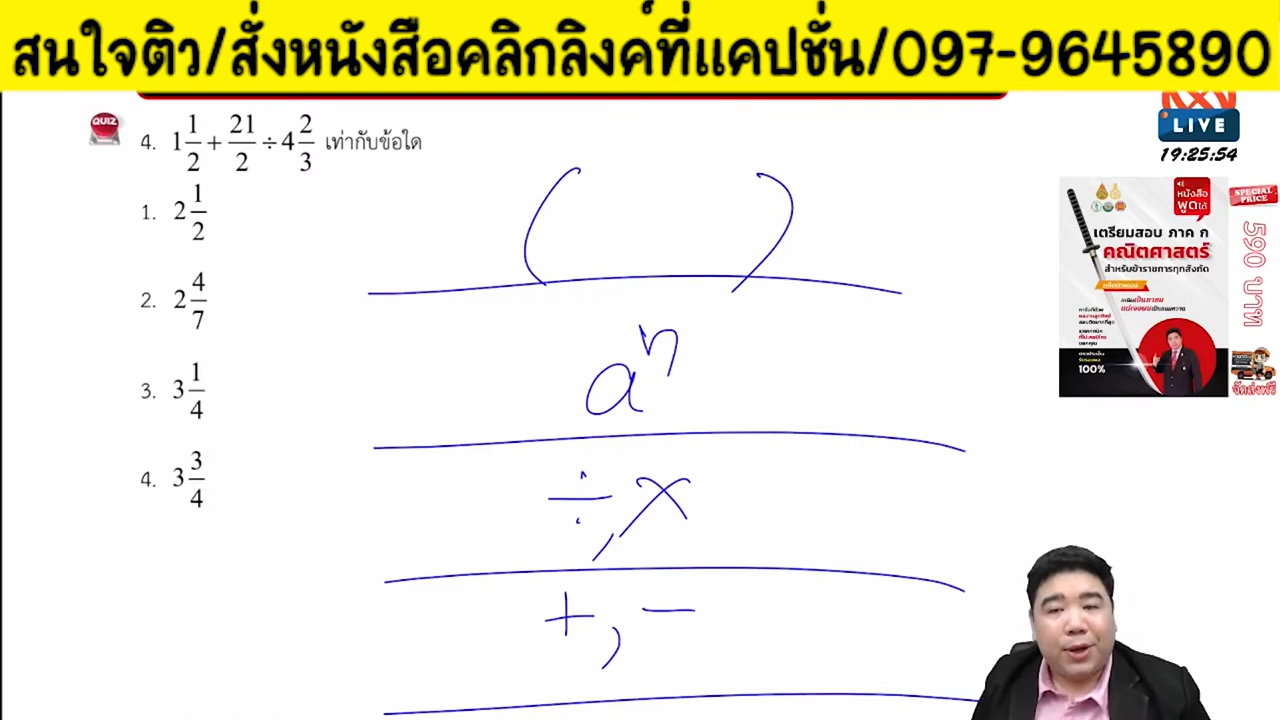 สนใจติว/สั่งหนังสือคลิกลิงค์ที่แคปชั่น/097-9645890
QUIZ
4. 1 1/2 + 21/2 ÷ 4 2/3 เท่ากับข้อใด
1. 2 1/2
2. 2 4/7
3. 3 1/4
4. 3 3/4
( )
aⁿ
÷, ×
+, −
LIVE
19:25:54
หนังสือ
พูดได้
เตรียมสอบ ภาค ก
คณิตศาสตร์
สำหรับข้าราชการทุกสังกัด
100%
SPECIAL
PRICE
590 บาท
จัดส่งฟรี